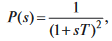 P(s) = 1/(1+sT)²,